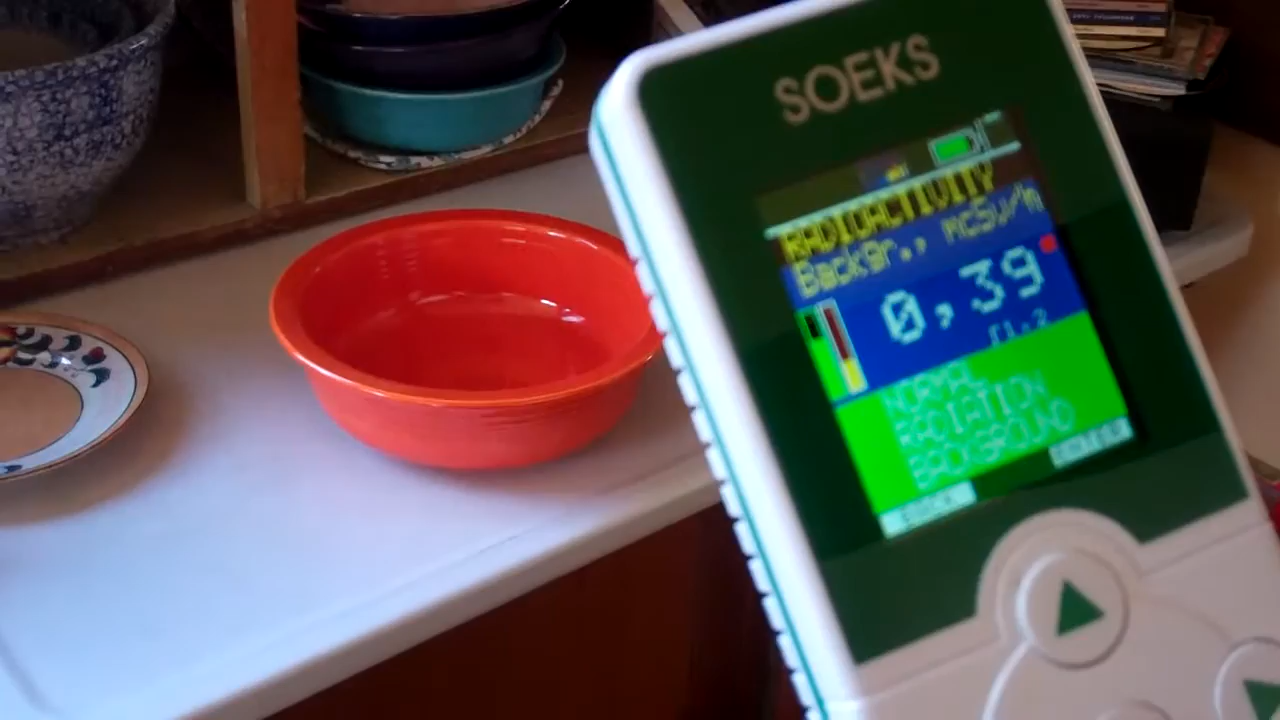 SOEKS
RADIOACTIVITY
Backgr., mcSv/h
0,39
NORMAL
RADIATION
BACKGROUND